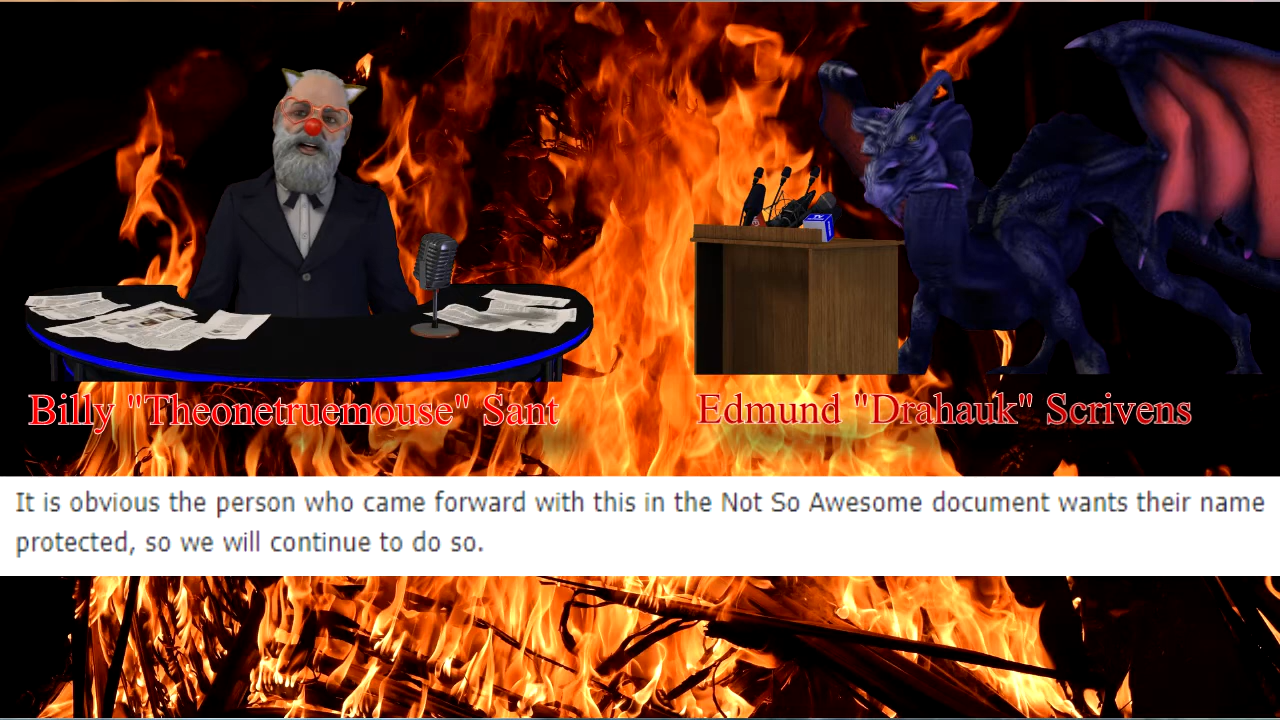 TV
Billy "Theonetruemouse" Sant
Edmund "Drahauk" Scrivens
It is obvious the person who came forward with this in the Not So Awesome document wants their name
protected, so we will continue to do so.